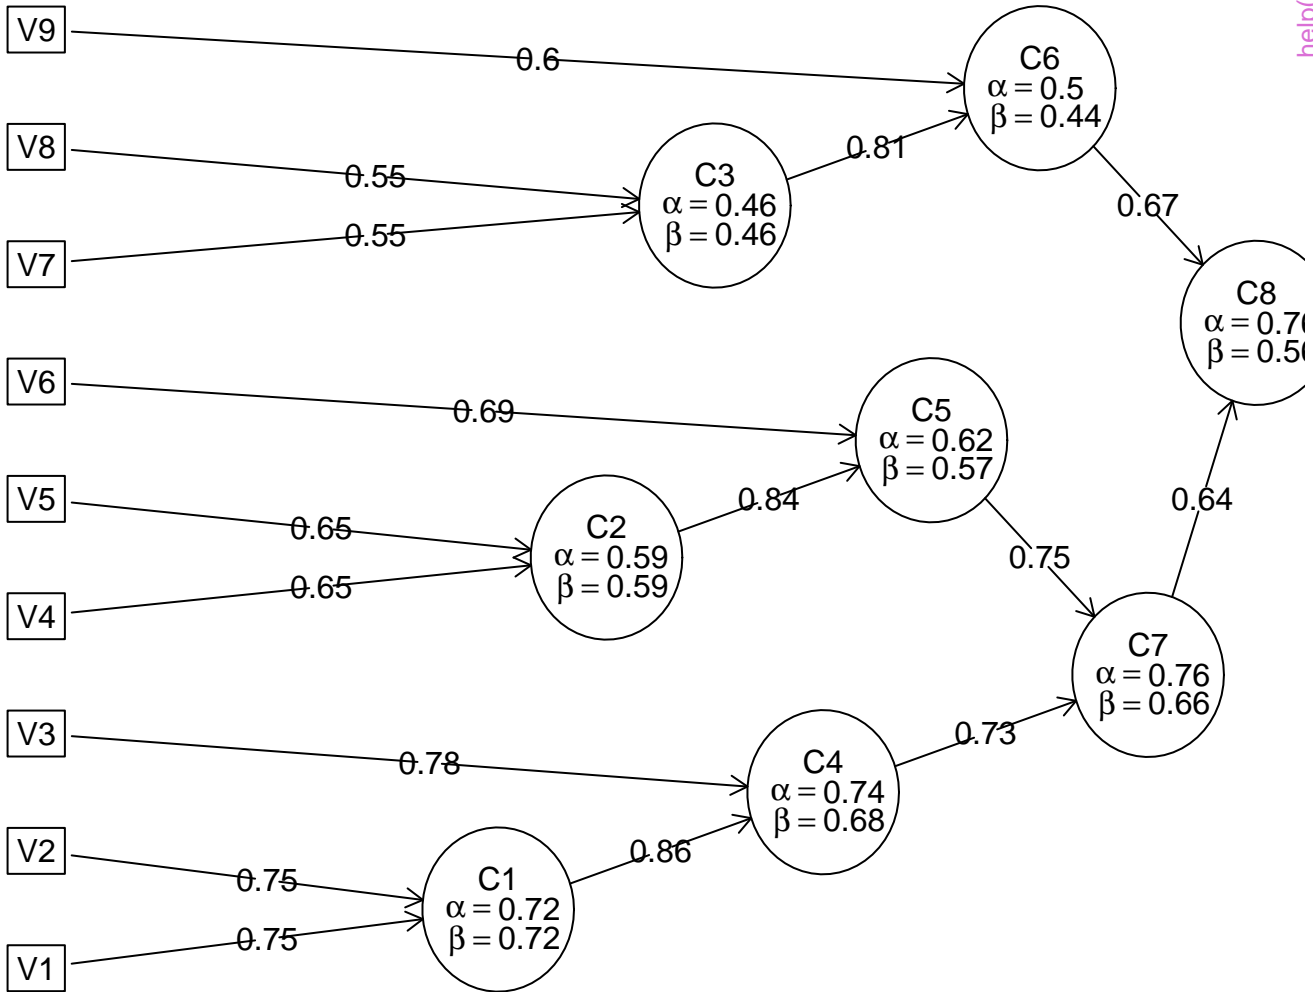 V9
0.6
C6
α = 0.5
β = 0.44
help(
V8
0.55
C3
α = 0.46
β = 0.46
0.81
V7
0.55
0.67
C8
V6
0.69
C5
α = 0.62
β = 0.57
V5
0.65
C2
α = 0.59
β = 0.59
0.84
0.64
V4
0.65
0.75
C7
α = 0.76
β = 0.66
V3
0.78
C4
α = 0.74
β = 0.68
0.73
V2
0.75
C1
α = 0.72
β = 0.72
0.86
V1
0.75